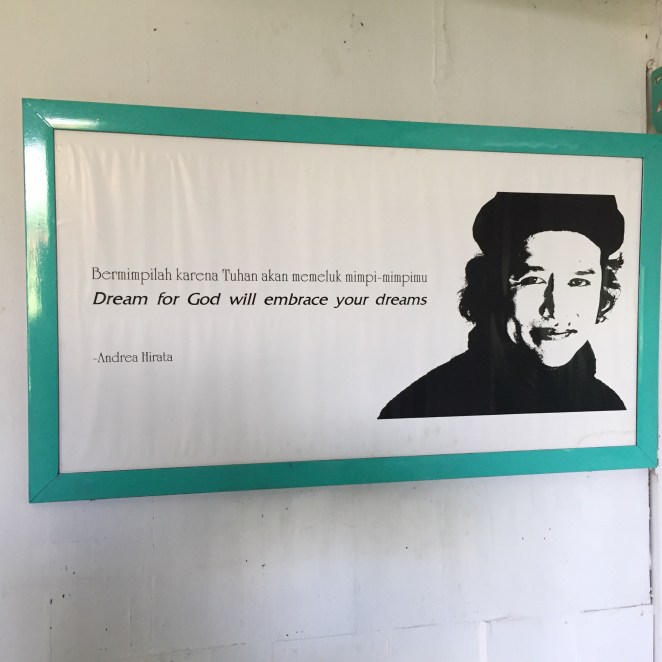 Bermimpilah karena Tuhan akan memeluk mimpi-mimpimu
Dream for God will embrace your dreams
-Andrea Hirata